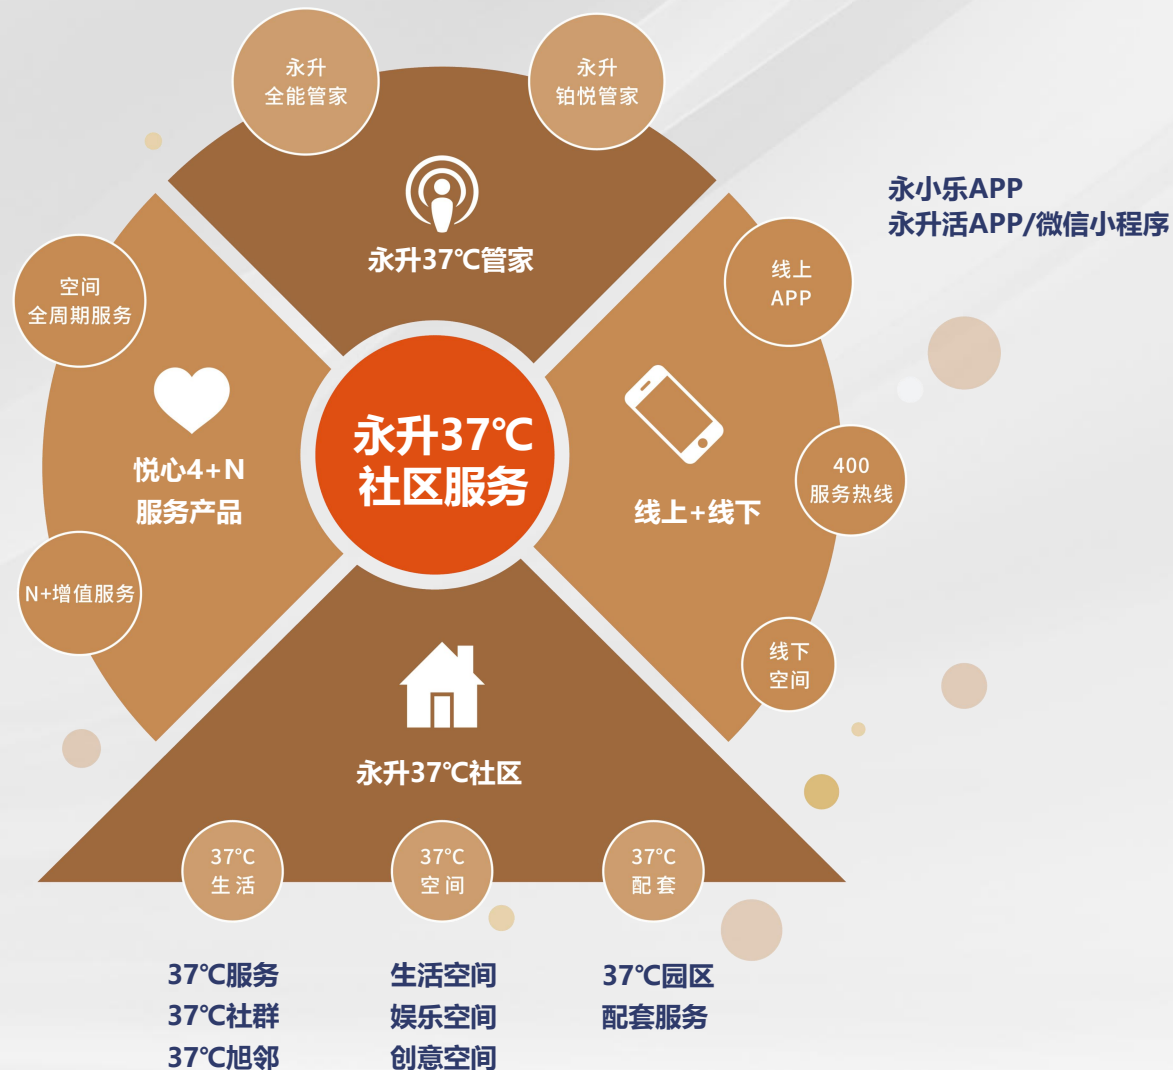 永升
全能管家
永升
铂悦管家
永升37℃管家
永小乐APP
永升活APP/微信小程序
线上
APP
400
服务热线
线下
空间
线上+线下
空间
全周期服务
悦心4+N
服务产品
N+增值服务
永升37℃
社区服务
永升37℃社区
37℃
生活
37℃
空间
37℃
配套
37℃服务
37℃社群
37℃旭邻
生活空间
娱乐空间
创意空间
37℃园区
配套服务